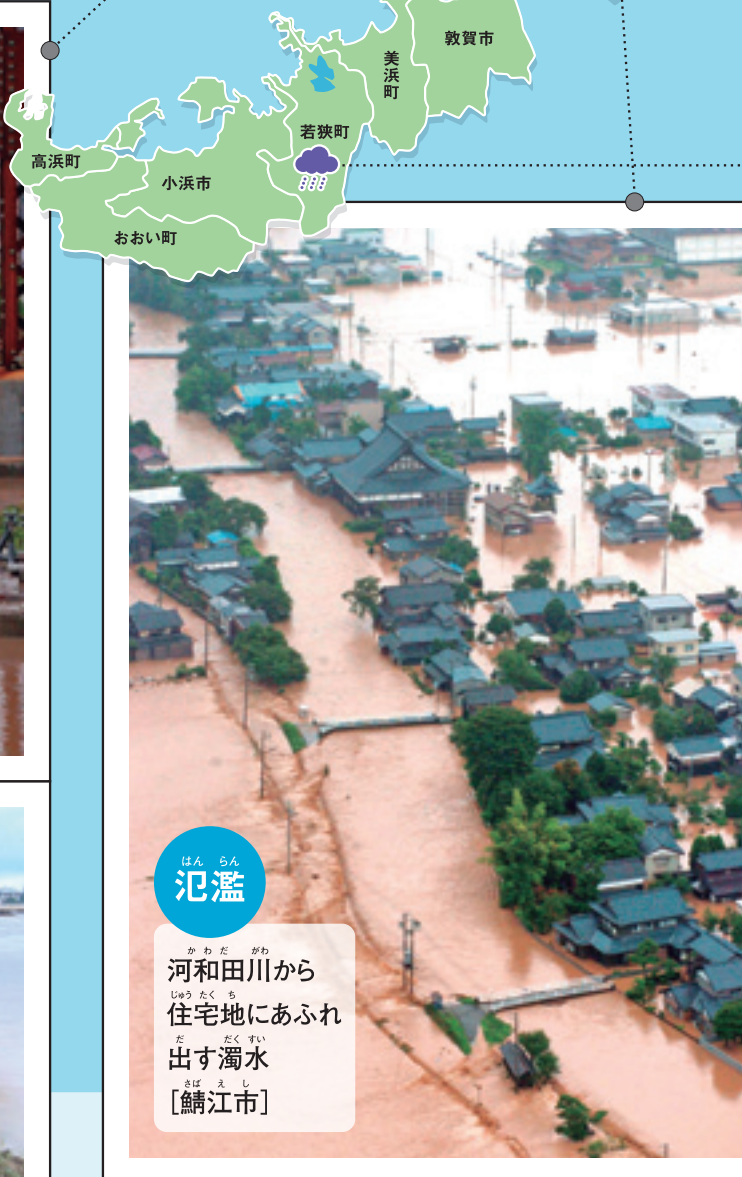 敦賀市
美浜町
若狭町
高浜町
小浜市
おおい町
はん らん
氾濫
かわだ がわ
河和田川から
じゅう たく ち
住宅地にあふれ
だ だく すい
出す濁水
さば え し
［鯖江市］